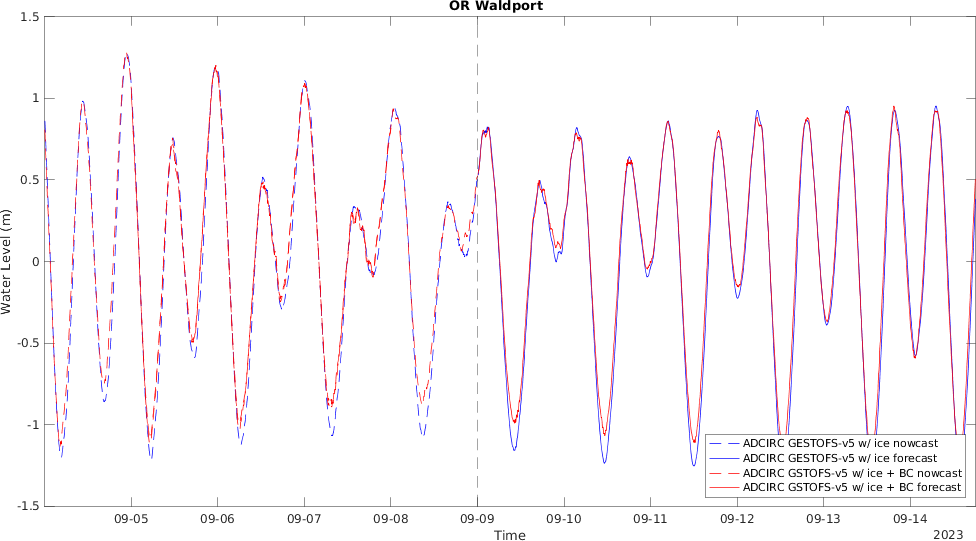 OR Waldport
1.5
1
0.5
0
-0.5
-1
-1.5
Water Level (m)
ADCIRC GESTOFS-v5 w/ ice nowcast
ADCIRC GESTOFS-v5 w/ ice forecast
ADCIRC GSTOFS-v5 w/ ice + BC nowcast
ADCIRC GSTOFS-v5 w/ ice + BC forecast
09-05
09-06
09-07
09-08
09-09
09-10
09-11
09-12
09-13
09-14
Time
2023